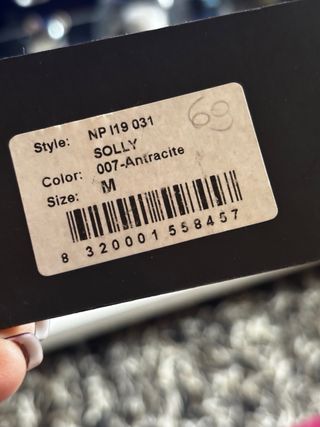 Style: NP I19 031
SOLLY
Color: 007-Antracite
Size: M
69
8 320001 558457